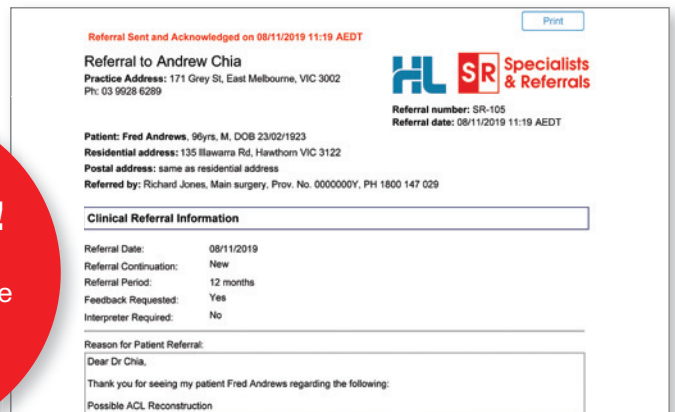 Print
Referral Sent and Acknowledged on 08/11/2019 11:19 AEDT
Referral to Andrew Chia
Practice Address: 171 Grey St, East Melbourne, VIC 3002
Ph: 03 9928 6289
HL SR Specialists
& Referrals
Referral number: SR-105
Referral date: 08/11/2019 11:19 AEDT
Patient: Fred Andrews, 96yrs, M, DOB 23/02/1923
Residential address: 135 Illawarra Rd, Hawthorn VIC 3122
Postal address: same as residential address
Referred by: Richard Jones, Main surgery, Prov. No. 0000000Y, PH 1800 147 029
!
e
Clinical Referral Information
Referral Date: 08/11/2019
Referral Continuation: New
Referral Period: 12 months
Feedback Requested: Yes
Interpreter Required: No
Reason for Patient Referral:
Dear Dr Chia,
Thank you for seeing my patient Fred Andrews regarding the following:
Possible ACL Reconstruction